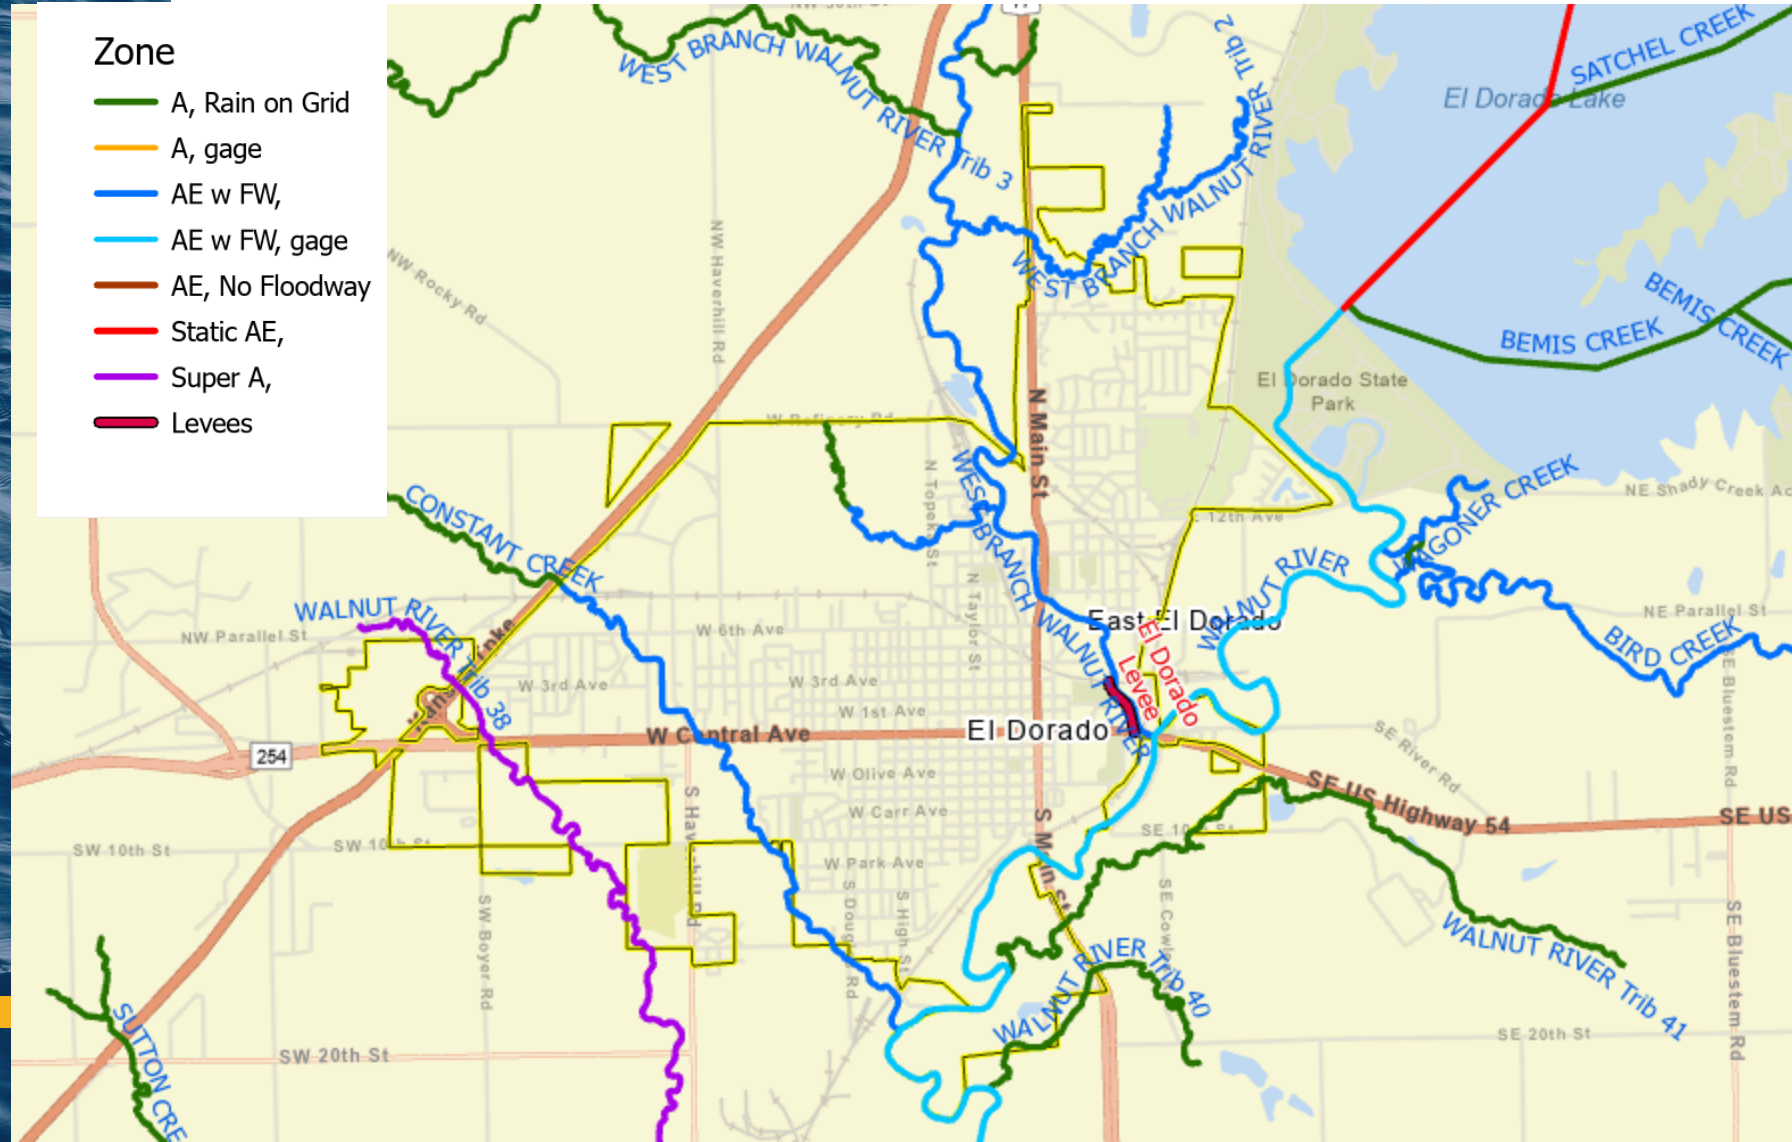 Zone
A, Rain on Grid
A, gage
AE w FW,
AE w FW, gage
AE, No Floodway
Static AE,
Super A,
Levees
WEST BRANCH WALNUT RIVER Trib 3
WEST BRANCH WALNUT RIVER Trib 2
SATCHEL CREEK
El Dorado Lake
BEMIS CREEK
BEMIS CREEK
NW Rocky Rd
NW Haverhill Rd
El Dorado State
Park
W Refinery Rd
N Main St
N Topeka St
WEST BRANCH WALNUT RIVER
CONSTANT CREEK
WAGONER CREEK
NE Shady Creek Ac
E 12th Ave
WALNUT RIVER
East El Dorado
NE Parallel St
BIRD CREEK
WALNUT RIVER Trib 38
NW Parallel St
W 6th Ave
N Taylor St
W 3rd Ave
W 3rd Ave
El Dorado
Levee
W 1st Ave
254
W Central Ave
El Dorado
SE River Rd
SE Bluestem Rd
W Olive Ave
SE US Highway 54
SE US
W Carr Ave
S Main St
SE 10th St
SW 10th St
SW 10th St
S Haverhill Rd
W Park Ave
SW Boyer Rd
S High St
WALNUT RIVER Trib 41
WALNUT RIVER Trib 40
SE Bluestem Rd
SE 20th St
SW 20th St
SUTTON CRE